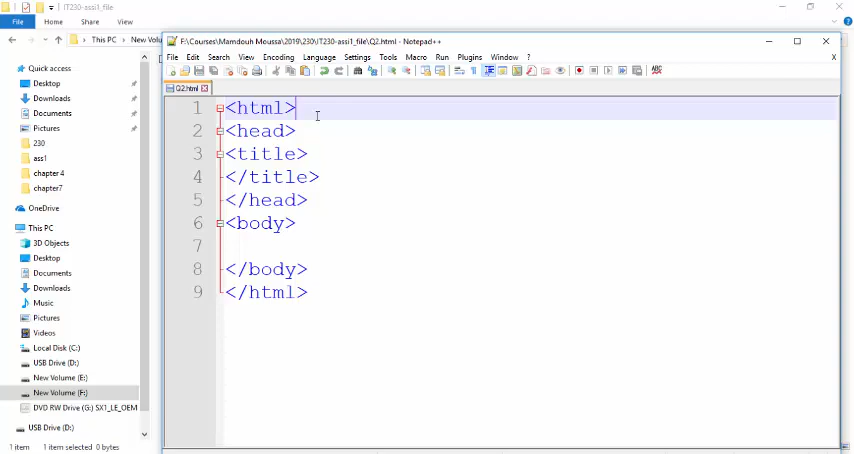 IT230-assi1_file
File Home Share View
This PC New Volu
Quick access
Desktop
Downloads
Documents
Pictures
230
ass1
chapter 4
chapter7
OneDrive
This PC
3D Objects
Desktop
Documents
Downloads
Music
Pictures
Videos
Local Disk (C:)
USB Drive (D:)
New Volume (E:)
New Volume (F:)
DVD RW Drive (G:) SX1_LE_OEM
USB Drive (D:)
1 item 1 item selected 0 bytes
F:\Courses\Mamdouh Moussa\2019\230\IT230-assi1_file\Q2.html - Notepad++
File Edit Search View Encoding Language Settings Tools Macro Run Plugins Window ? X
Q2.html
1 <html>
2 <head>
3 <title>
4 </title>
5 </head>
6 <body>
7
8 </body>
9 </html>